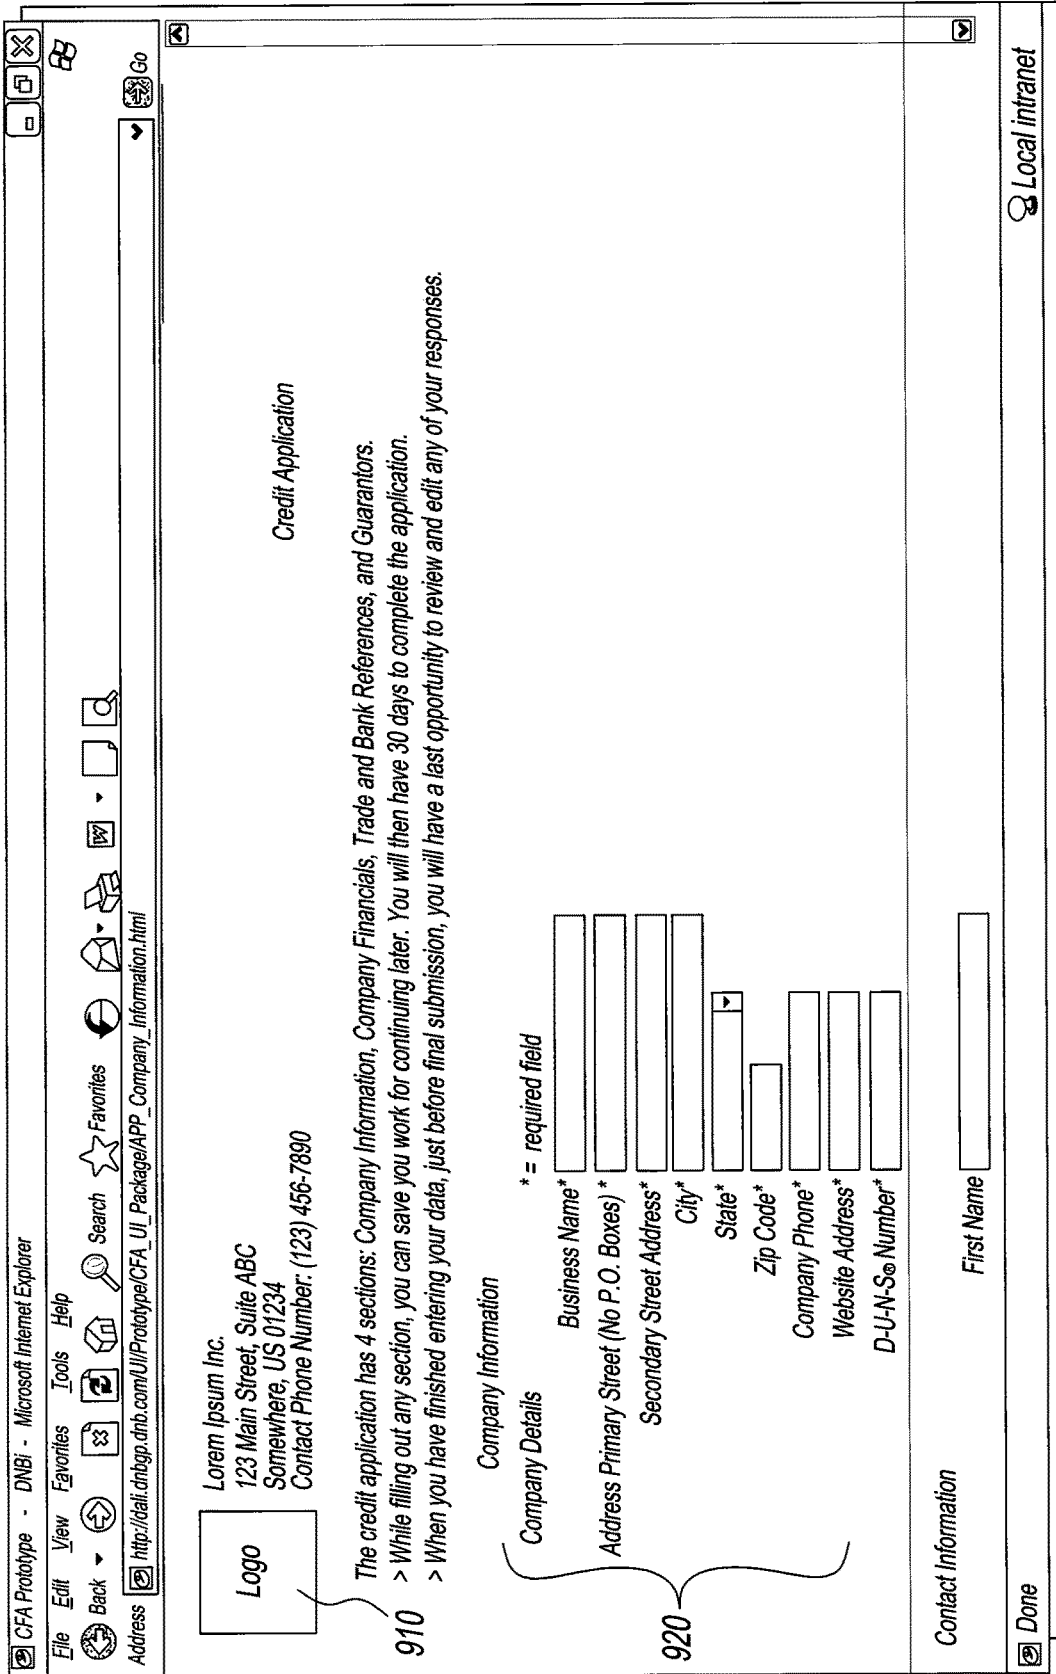 CFA Prototype - DNBi - Microsoft Internet Explorer
File Edit View Favorites Tools Help
Back Search Favorites W
Address http://dali.dnbgp.dnb.com/UI/Prototype/CFA_UI_Package/APP_Company_Information.html Go
Logo
Lorem Ipsum Inc.
123 Main Street, Suite ABC
Somewhere, US 01234
Contact Phone Number: (123) 456-7890
Credit Application
910
The credit application has 4 sections: Company Information, Company Financials, Trade and Bank References, and Guarantors.
> While filling out any section, you can save you work for continuing later. You will then have 30 days to complete the application.
> When you have finished entering your data, just before final submission, you will have a last opportunity to review and edit any of your responses.
Company Information
Company Details * = required field
Business Name*
Address Primary Street (No P.O. Boxes) *
Secondary Street Address*
City*
920
State*
Zip Code*
Company Phone*
Website Address*
D-U-N-S® Number*
Contact Information
First Name
Done Local intranet